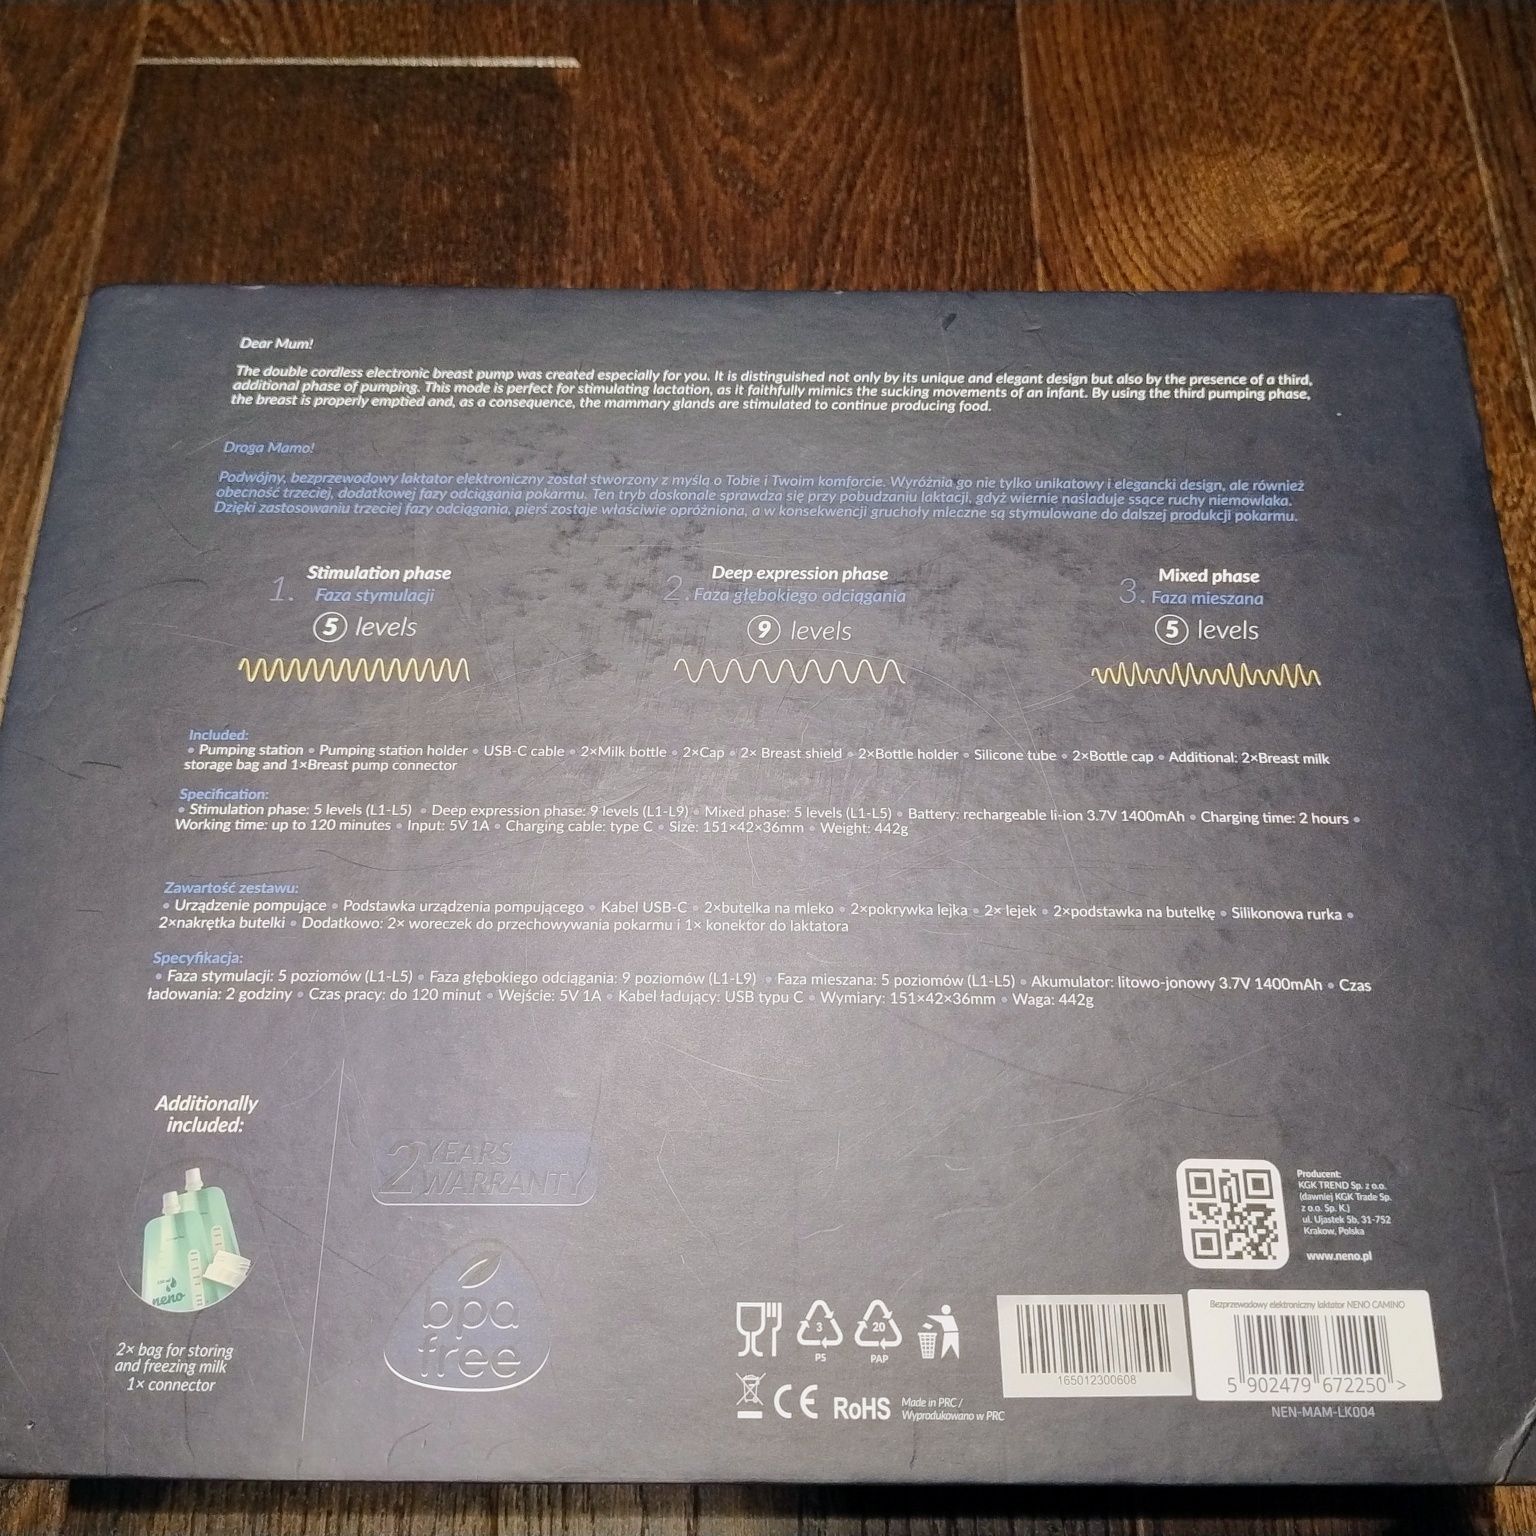 Dear Mum!
The double cordless electronic breast pump was created especially for you. It is distinguished not only by its unique and elegant design but also by the presence of a third,
additional phase of pumping. This mode is perfect for stimulating lactation, as it faithfully mimics the sucking movements of an infant. By using the third pumping phase,
the breast is properly emptied and, as a consequence, the mammary glands are stimulated to continue producing food.
Droga Mamo!
Podwójny, bezprzewodowy laktator elektroniczny został stworzony z myślą o Tobie i Twoim komforcie. Wyróżnia go nie tylko unikatowy i elegancki design, ale również
obecność trzeciej, dodatkowej fazy odciągania pokarmu. Ten tryb doskonale sprawdza się przy pobudzaniu laktacji, gdyż wiernie naśladuje ssące ruchy niemowlaka.
Dzięki zastosowaniu trzeciej fazy odciągania, pierś zostaje właściwie opróżniona, a w konsekwencji gruchoły mleczne są stymulowane do dalszej produkcji pokarmu.
1. Stimulation phase
Faza stymulacji
5 levels
2. Deep expression phase
Faza głębokiego odciągania
9 levels
3. Mixed phase
Faza mieszana
5 levels
Included:
• Pumping station • Pumping station holder • USB-C cable • 2×Milk bottle • 2×Cap • 2× Breast shield • 2×Bottle holder • Silicone tube • 2×Bottle cap • Additional: 2×Breast milk
storage bag and 1×Breast pump connector
Specification:
• Stimulation phase: 5 levels (L1-L5) • Deep expression phase: 9 levels (L1-L9) • Mixed phase: 5 levels (L1-L5) • Battery: rechargeable li-ion 3.7V 1400mAh • Charging time: 2 hours •
Working time: up to 120 minutes • Input: 5V 1A • Charging cable: type C • Size: 151×42×36mm • Weight: 442g
Zawartość zestawu:
• Urządzenie pompujące • Podstawka urządzenia pompującego • Kabel USB-C • 2×butelka na mleko • 2×pokrywka lejka • 2× lejek • 2×podstawka na butelkę • Silikonowa rurka •
2×nakrętka butelki • Dodatkowo: 2× woreczek do przechowywania pokarmu i 1× konektor do laktatora
Specyfikacja:
• Faza stymulacji: 5 poziomów (L1-L5) • Faza głębokiego odciągania: 9 poziomów (L1-L9) • Faza mieszana: 5 poziomów (L1-L5) • Akumulator: litowo-jonowy 3.7V 1400mAh • Czas
ładowania: 2 godziny • Czas pracy: do 120 minut • Wejście: 5V 1A • Kabel ładujący: USB typu C • Wymiary: 151×42×36mm • Waga: 442g
Additionally
included:
neno
2× bag for storing
and freezing milk
1× connector
2 YEARS
WARRANTY
bpa
free
Producent:
KGK TREND Sp. z o.o.
(dawniej KGK Trade Sp.
z o.o. Sp. K.)
ul. Ujastek 5b, 31-752
Krakow, Polska
www.neno.pl
3
PS
20
PAP
CE RoHS
Made in PRC /
Wyprodukowano w PRC
165012300608
Bezprzewodowy elektroniczny laktator NENO CAMINO
5 902479 672250 >
NEN-MAM-LK004